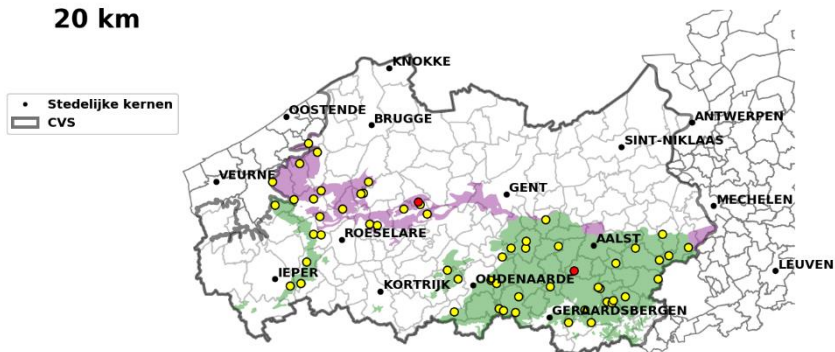 20 km
KNOKKE
Stedelijke kernen
CVS
OOSTENDE
BRUGGE
ANTWERPEN
SINT-NIKLAAS
VEURNE
GENT
MECHELEN
ROESELARE
AALST
LEUVEN
IEPER
KORTRIJK
OUDENAARDE
GERAARDSBERGEN